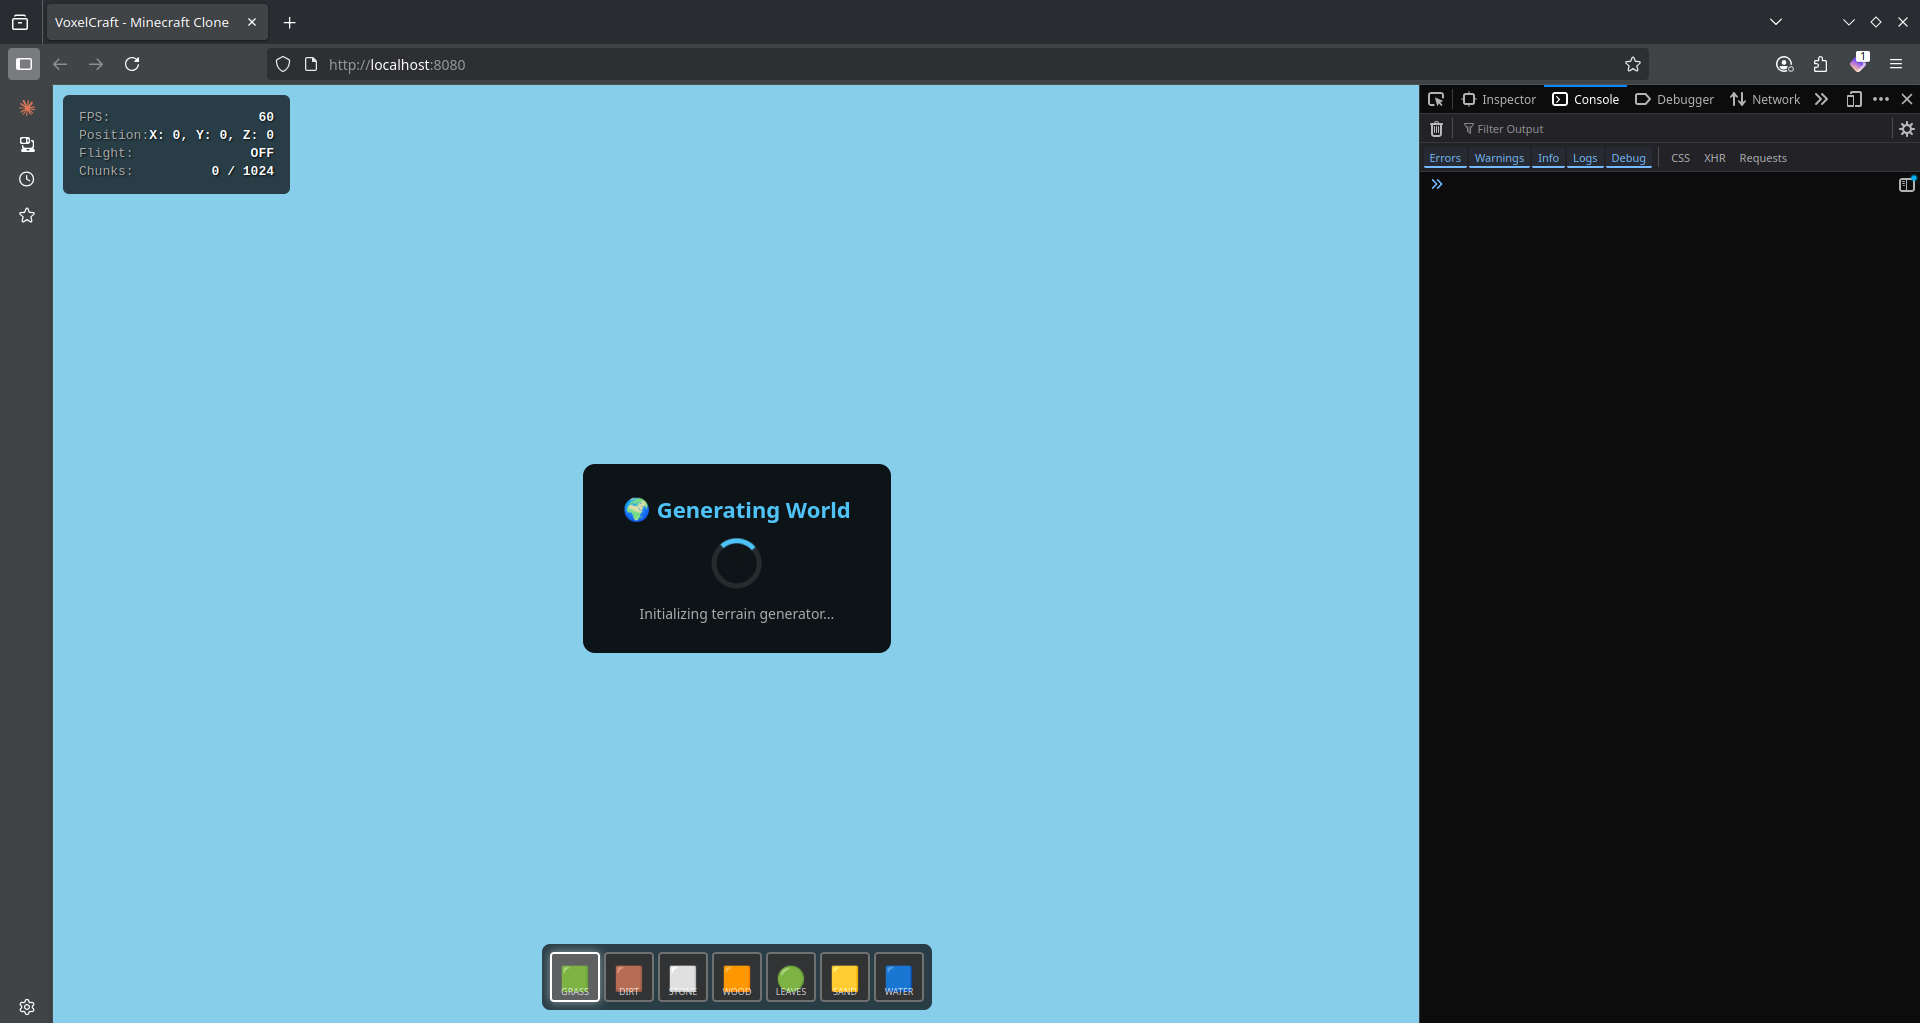 VoxelCraft - Minecraft Clone
http://localhost:8080
1
FPS: 60
Position: X: 0, Y: 0, Z: 0
Flight: OFF
Chunks: 0 / 1024
Generating World
Initializing terrain generator...
GRASS DIRT STONE WOOD LEAVES SAND WATER
Inspector Console Debugger Network
Filter Output
Errors Warnings Info Logs Debug CSS XHR Requests